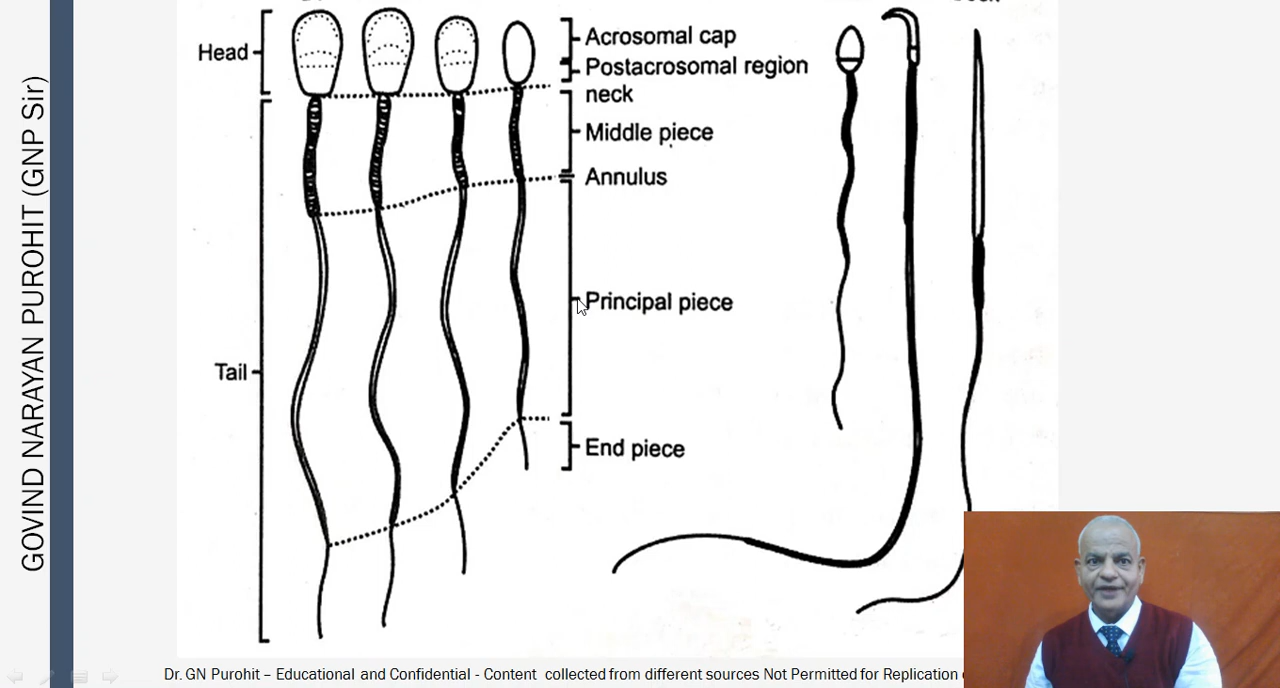 GOVIND NARAYAN PUROHIT (GNP Sir)
Head
Acrosomal cap
Postacrosomal region
neck
Middle piece
Annulus
Principal piece
Tail
End piece
Dr. GN Purohit – Educational and Confidential - Content collected from different sources Not Permitted for Replication